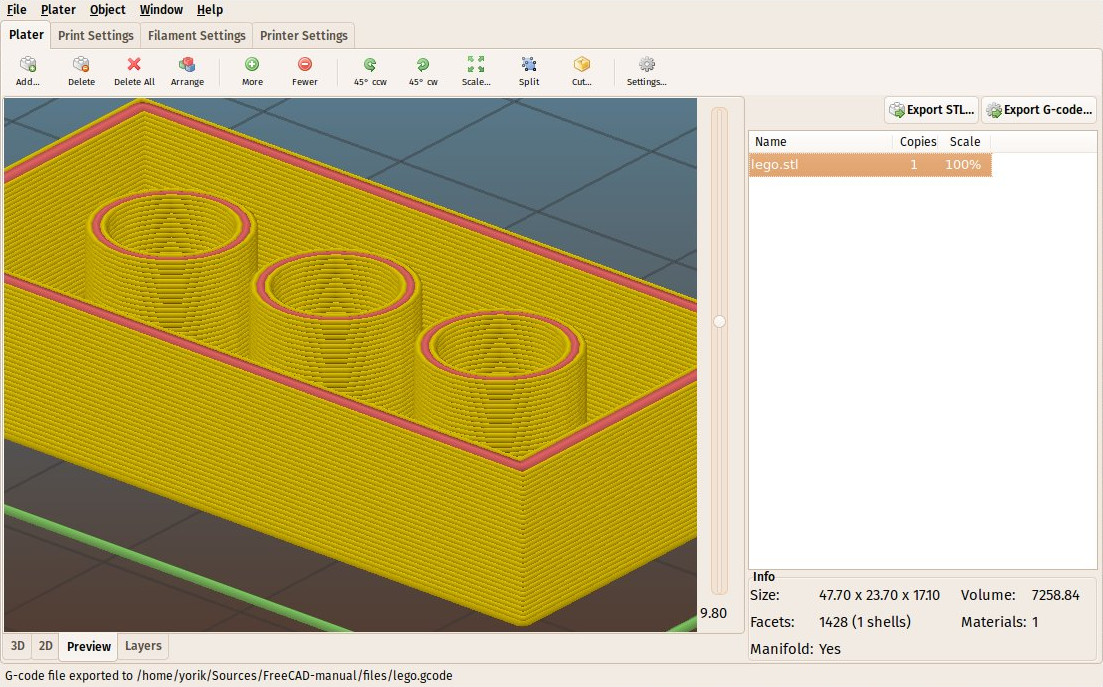 File Plater Object Window Help
Plater Print Settings Filament Settings Printer Settings
Add... Delete Delete All Arrange More Fewer 45° ccw 45° cw Scale... Split Cut... Settings...
Export STL... Export G-code...
Name Copies Scale
lego.stl 1 100%
9.80
Info
Size: 47.70 x 23.70 x 17.10 Volume: 7258.84
Facets: 1428 (1 shells) Materials: 1
Manifold: Yes
3D 2D Preview Layers
G-code file exported to /home/yorik/Sources/FreeCAD-manual/files/lego.gcode